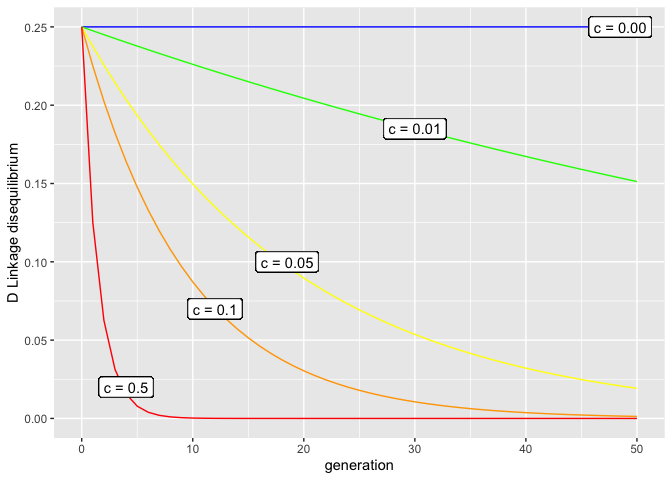 0.25
0.20
0.15
0.10
0.05
0.00
D Linkage disequilibrium
c = 0.00
c = 0.01
c = 0.05
c = 0.1
c = 0.5
0
10
20
30
40
50
generation